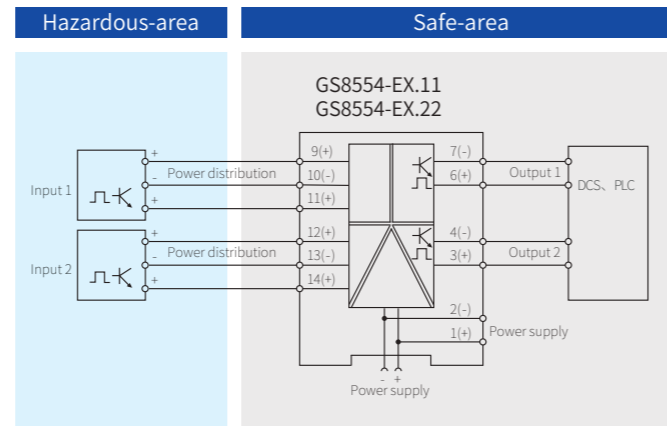 Hazardous-area
Safe-area
GS8554-EX.11
GS8554-EX.22
+
9(+)
7(-)
- Power distribution
10(-)
6(+)
Output 1
Input 1
DCS、PLC
+
11(+)
+
12(+)
4(-)
- Power distribution
13(-)
3(+)
Output 2
Input 2
+
14(+)
2(-)
1(+)
Power supply
- +
Power supply